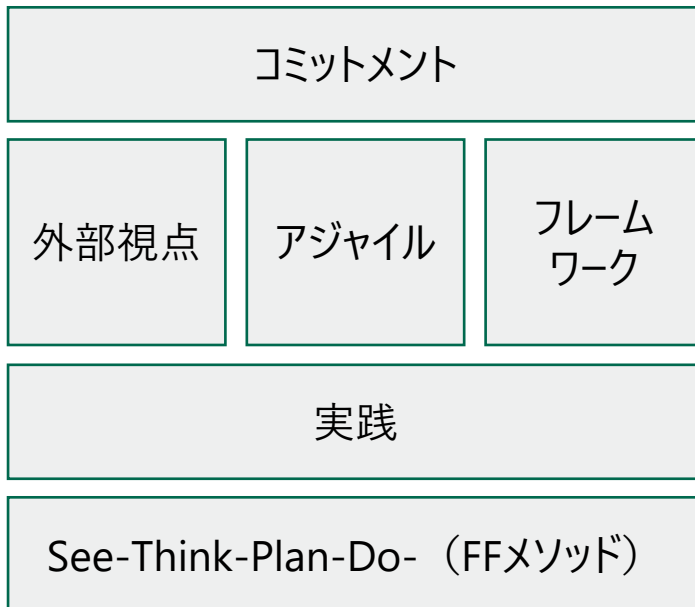 コミットメント
外部視点
アジャイル
フレーム
ワーク
実践
See-Think-Plan-Do-（FFメソッド）